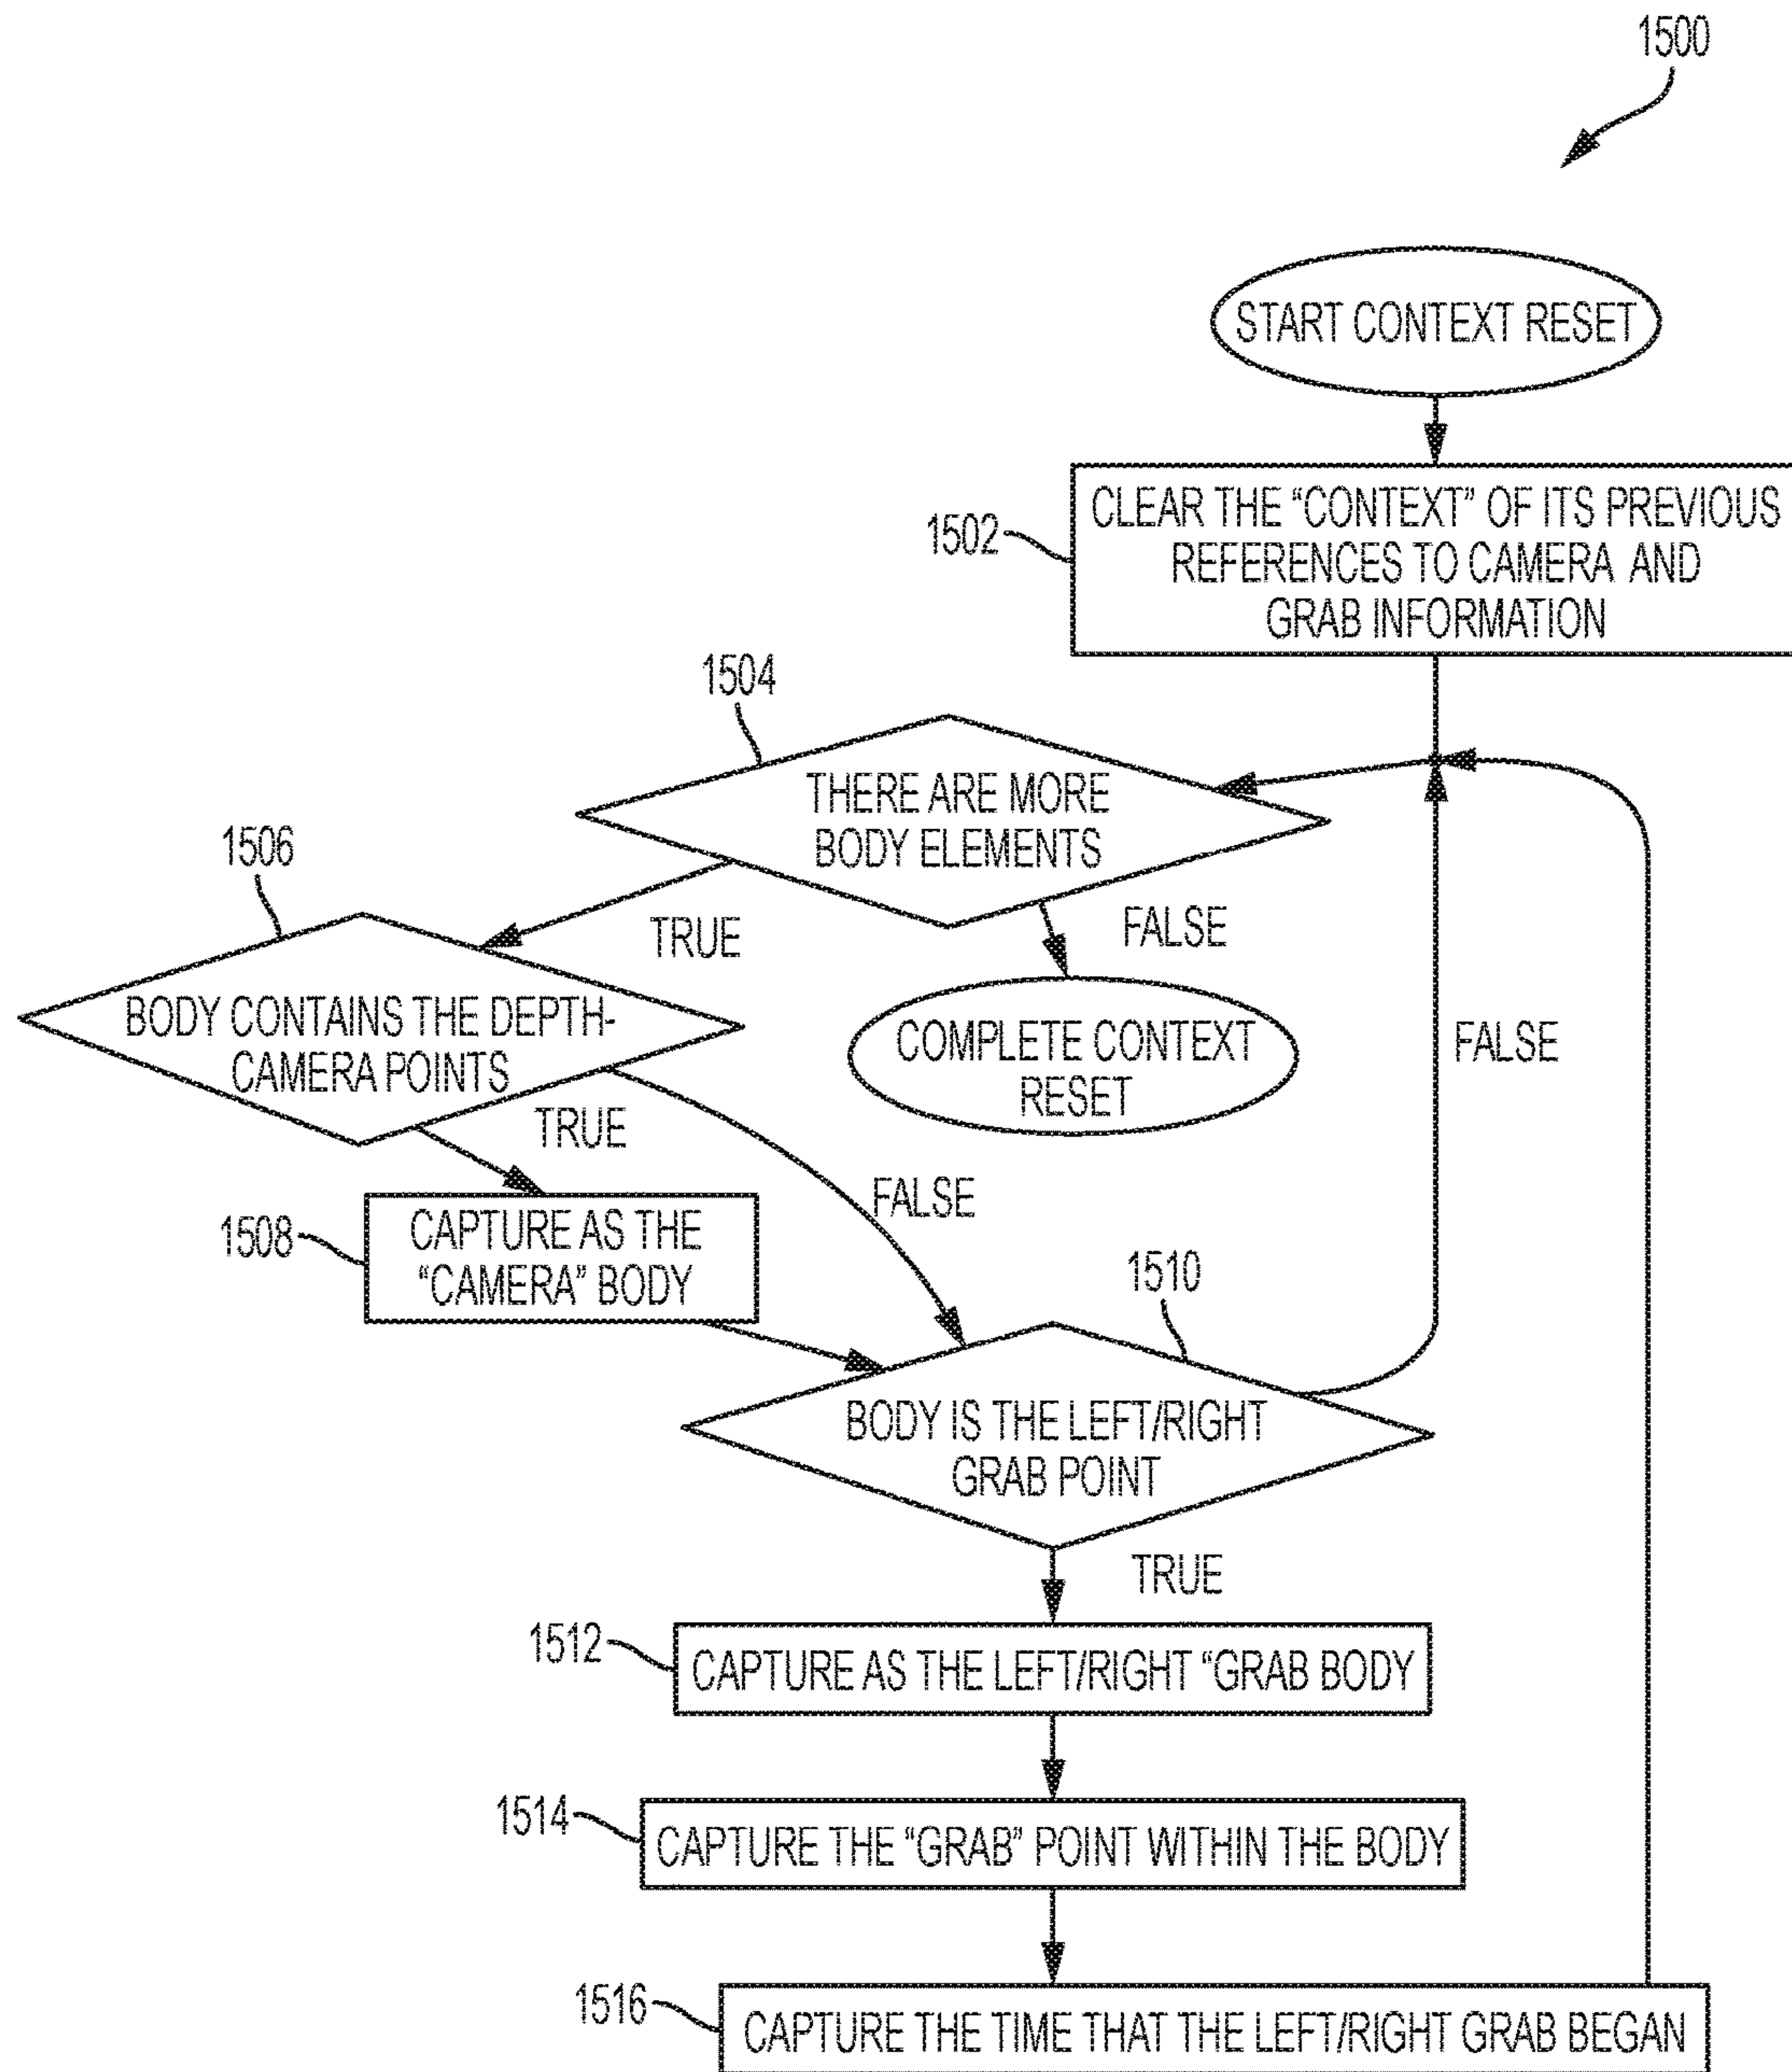 1500
START CONTEXT RESET
1502
CLEAR THE “CONTEXT” OF ITS PREVIOUS
REFERENCES TO CAMERA AND
GRAB INFORMATION
1504
THERE ARE MORE
BODY ELEMENTS
1506
TRUE
FALSE
BODY CONTAINS THE DEPTH-
CAMERA POINTS
COMPLETE CONTEXT
RESET
FALSE
TRUE
FALSE
1508
CAPTURE AS THE
“CAMERA” BODY
1510
BODY IS THE LEFT/RIGHT
GRAB POINT
TRUE
1512
CAPTURE AS THE LEFT/RIGHT “GRAB BODY
1514
CAPTURE THE “GRAB” POINT WITHIN THE BODY
1516
CAPTURE THE TIME THAT THE LEFT/RIGHT GRAB BEGAN